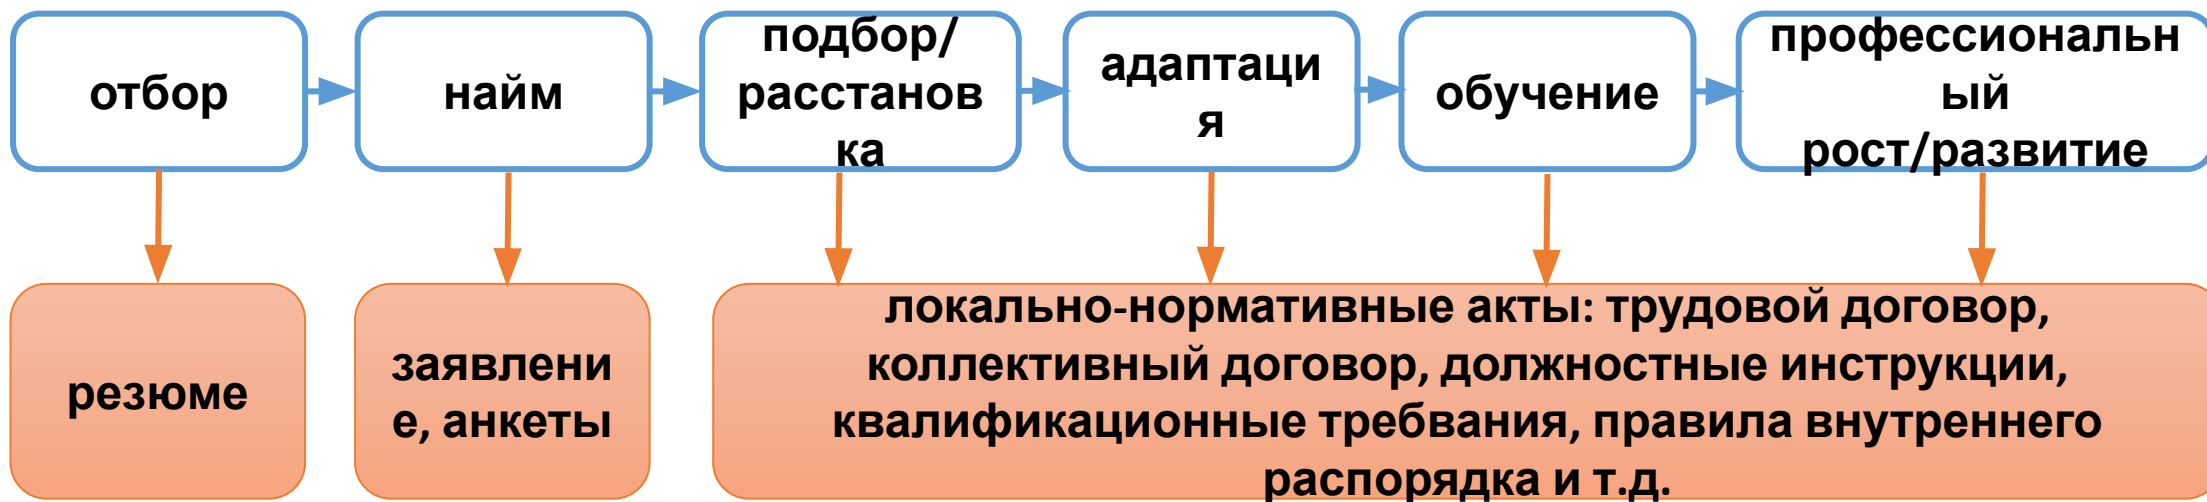 отбор
найм
подбор/
расстанов
ка
адаптаци
я
обучение
профессиональн
ый
рост/развитие
резюме
заявлени
е, анкеты
локально-нормативные акты: трудовой договор,
коллективный договор, должностные инструкции,
квалификационные требвания, правила внутреннего
распорядка и т.д.